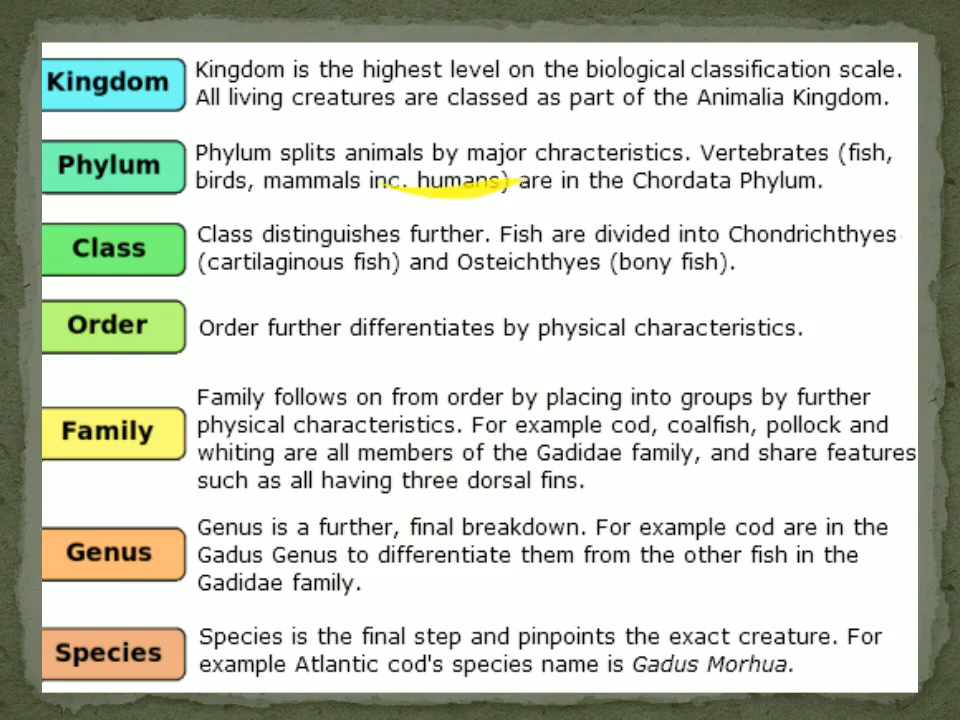 Kingdom
Kingdom is the highest level on the biological classification scale.
All living creatures are classed as part of the Animalia Kingdom.
Phylum
Phylum splits animals by major chracteristics. Vertebrates (fish,
birds, mammals inc. humans) are in the Chordata Phylum.
Class
Class distinguishes further. Fish are divided into Chondrichthyes
(cartilaginous fish) and Osteichthyes (bony fish).
Order
Order further differentiates by physical characteristics.
Family
Family follows on from order by placing into groups by further
physical characteristics. For example cod, coalfish, pollock and
whiting are all members of the Gadidae family, and share features
such as all having three dorsal fins.
Genus
Genus is a further, final breakdown. For example cod are in the
Gadus Genus to differentiate them from the other fish in the
Gadidae family.
Species
Species is the final step and pinpoints the exact creature. For
example Atlantic cod's species name is Gadus Morhua.